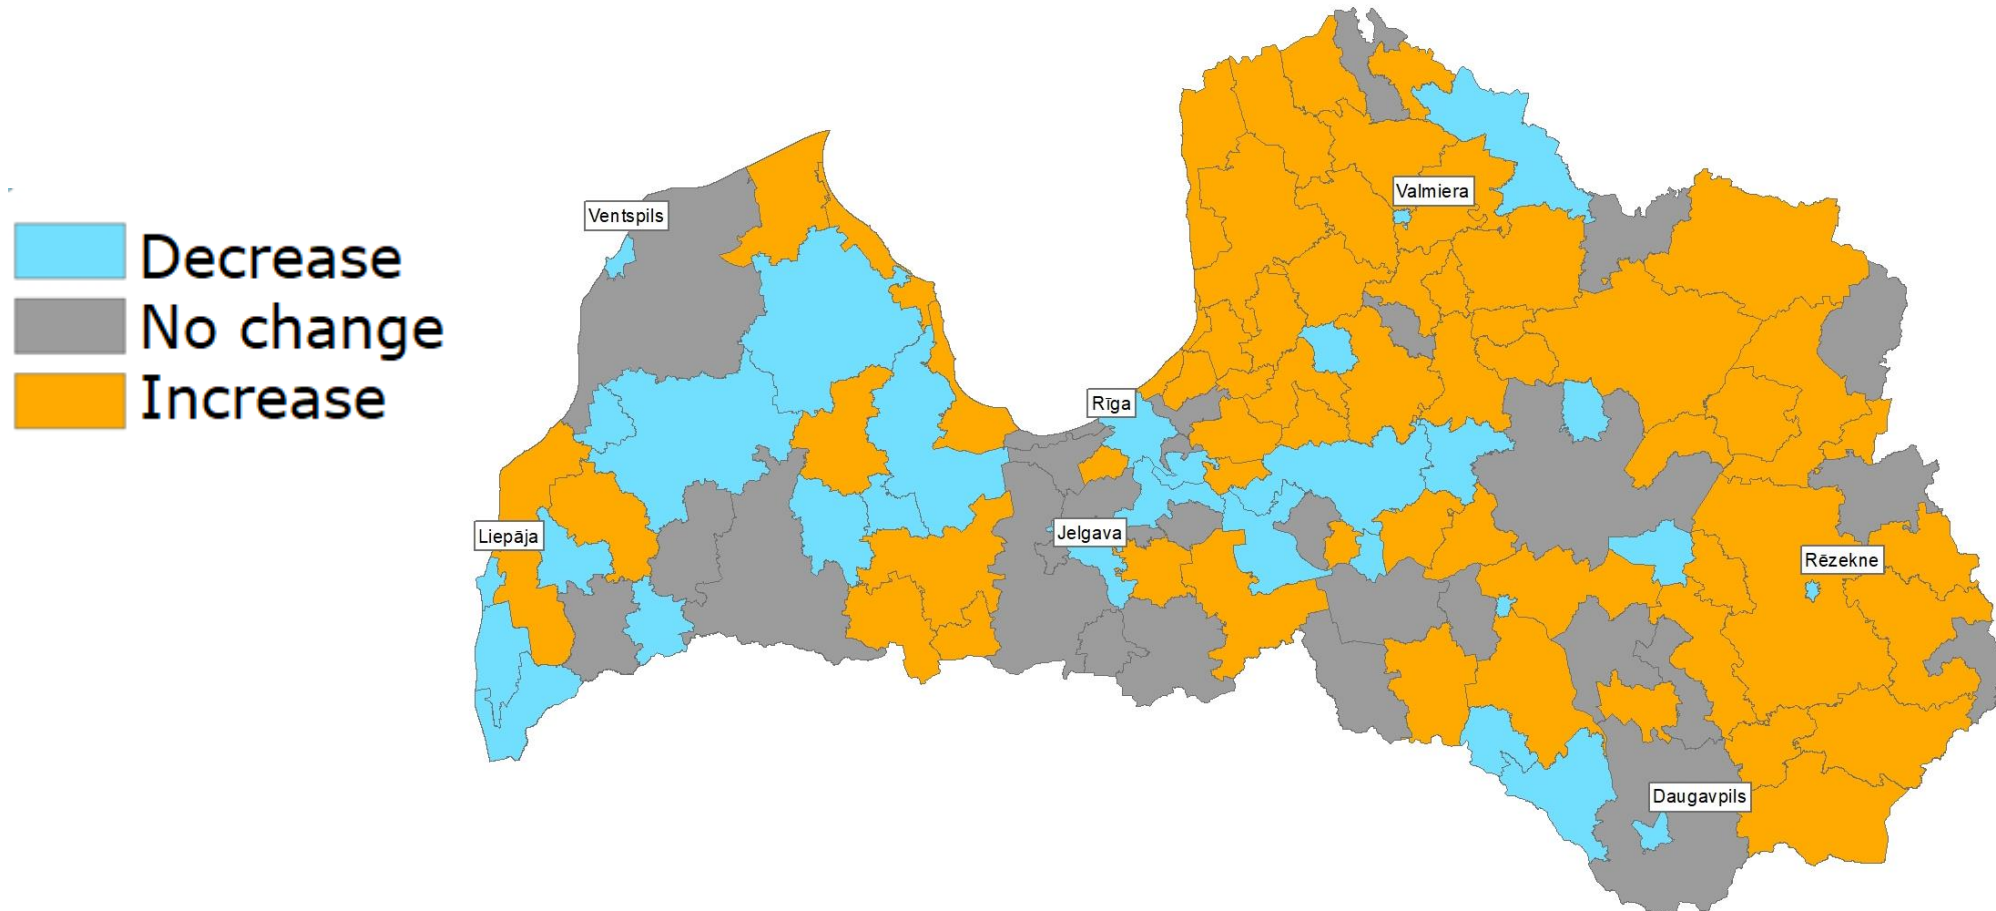 Decrease
No change
Increase
Ventspils
Valmiera
Rīga
Liepāja
Jelgava
Rēzekne
Daugavpils